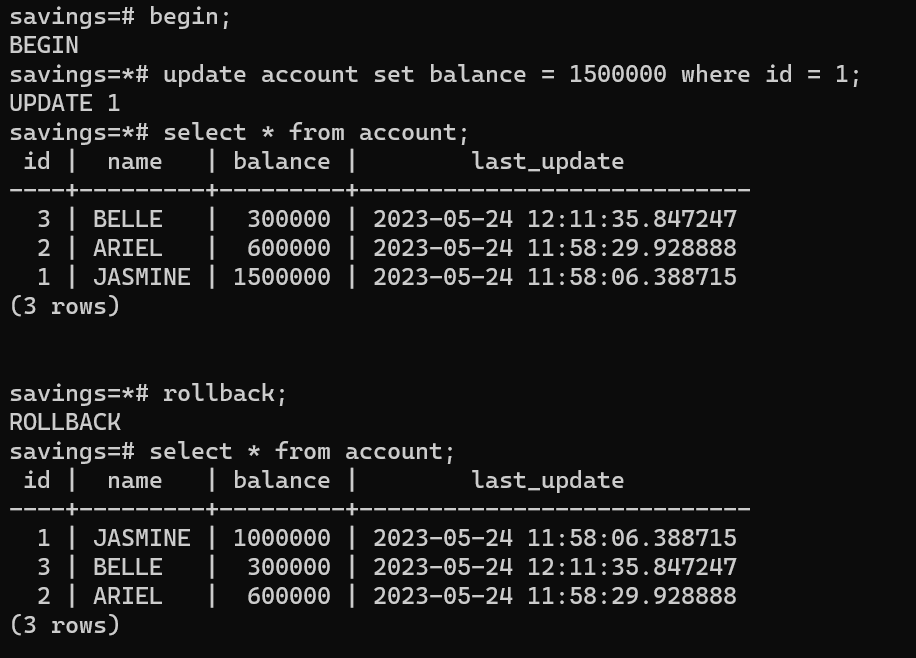 savings=# begin;
BEGIN
savings=*# update account set balance = 1500000 where id = 1;
UPDATE 1
savings=*# select * from account;
 id |  name   | balance |        last_update
----+---------+---------+----------------------------
  3 | BELLE   |  300000 | 2023-05-24 12:11:35.847247
  2 | ARIEL   |  600000 | 2023-05-24 11:58:29.928888
  1 | JASMINE | 1500000 | 2023-05-24 11:58:06.388715
(3 rows)
savings=*# rollback;
ROLLBACK
savings=# select * from account;
 id |  name   | balance |        last_update
----+---------+---------+----------------------------
  1 | JASMINE | 1000000 | 2023-05-24 11:58:06.388715
  3 | BELLE   |  300000 | 2023-05-24 12:11:35.847247
  2 | ARIEL   |  600000 | 2023-05-24 11:58:29.928888
(3 rows)